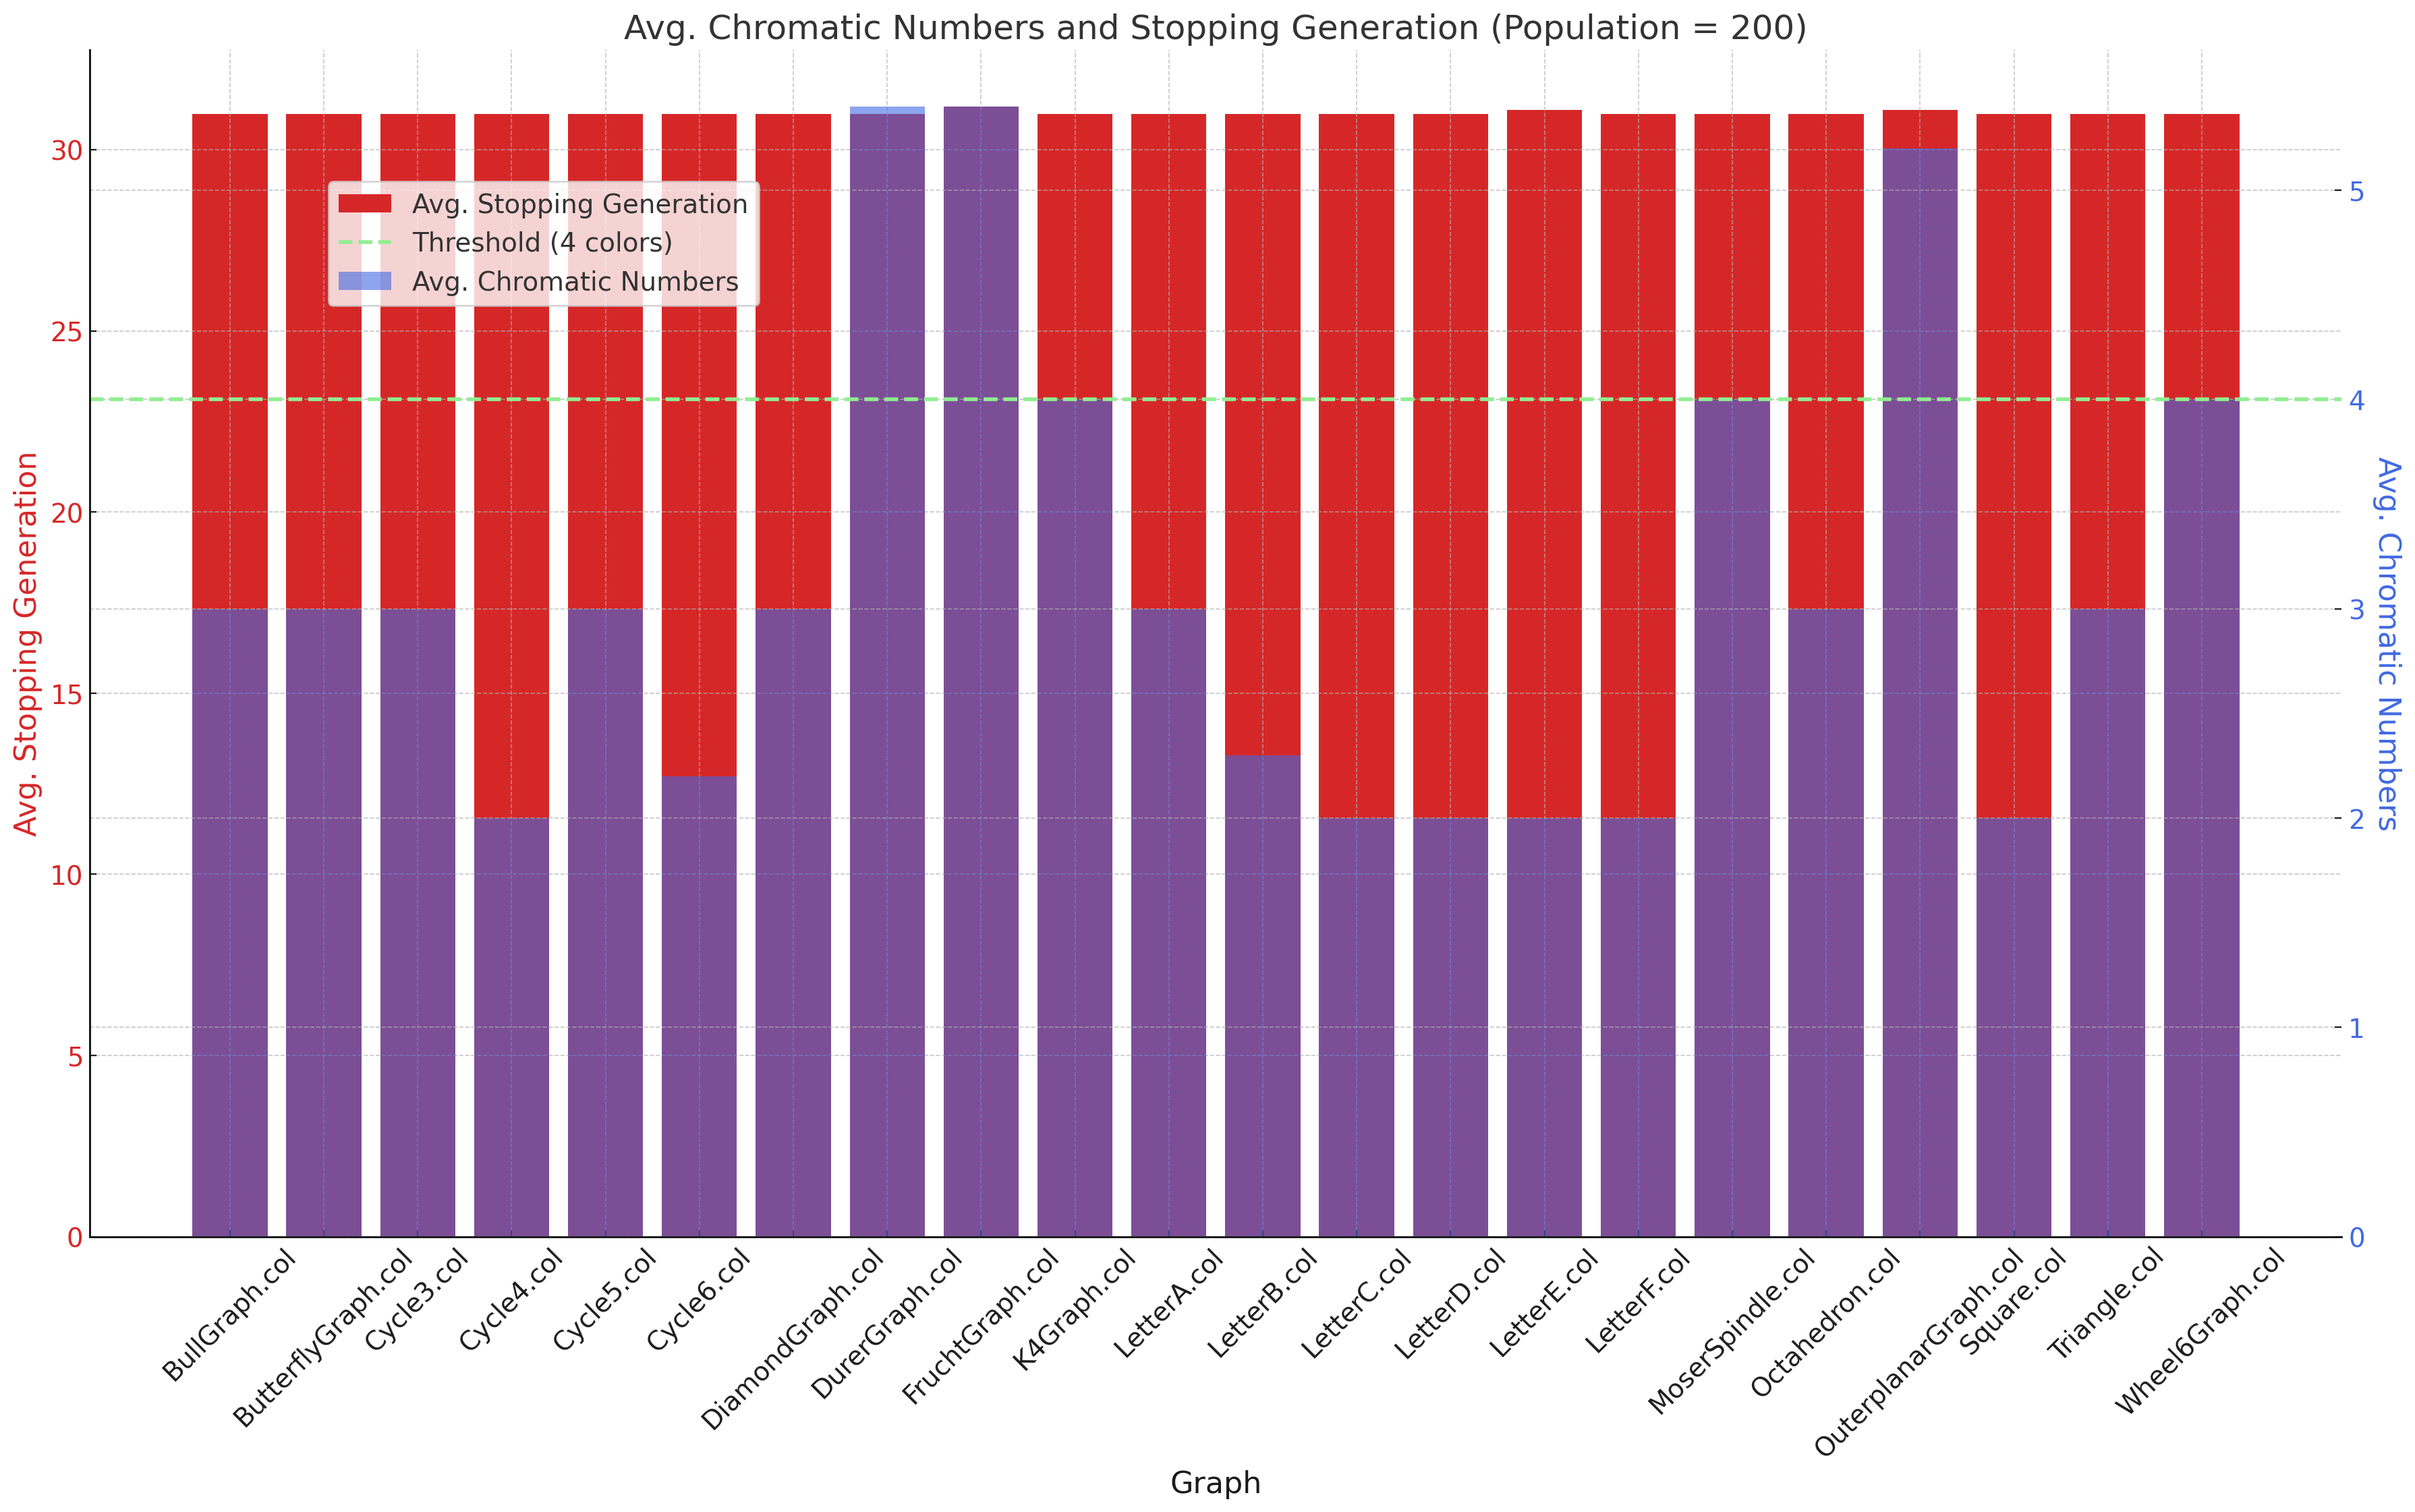 Avg. Chromatic Numbers and Stopping Generation (Population = 200)
Avg. Stopping Generation
30
25
20
15
10
5
0
Avg. Stopping Generation
Threshold (4 colors)
Avg. Chromatic Numbers
5
4
3
2
1
0
Avg. Chromatic Numbers
BullGraph.col
ButterflyGraph.col
Cycle3.col
Cycle4.col
Cycle5.col
Cycle6.col
DiamondGraph.col
DurerGraph.col
FruchtGraph.col
K4Graph.col
LetterA.col
LetterB.col
LetterC.col
LetterD.col
LetterE.col
LetterF.col
MoserSpindle.col
Octahedron.col
OuterplanarGraph.col
Square.col
Triangle.col
Wheel6Graph.col
Graph